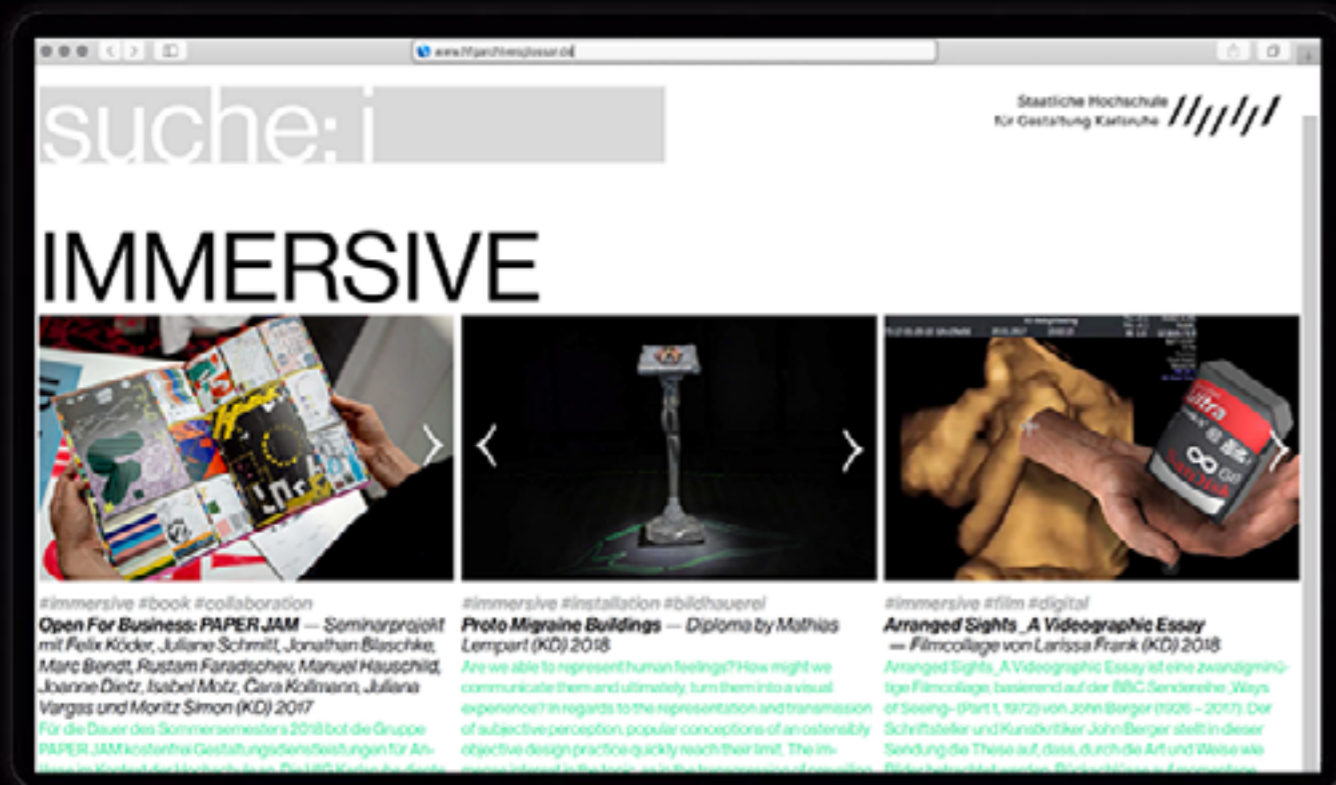 suche: i
Staatliche Hochschule
für Gestaltung Karlsruhe
IMMERSIVE
Ultra
SanDisk
#immersive #book #collaboration
Open For Business: PAPER JAM — Seminarprojekt
mit Felix Köder, Juliane Schmitt, Jonathan Blaschke,
Marc Bendt, Rustam Faradschev, Manuel Hauschild,
Joanne Dietz, Isabel Motz, Cara Kollmann, Juliana
Vargas und Moritz Simon (KD) 2017
Für die Dauer des Sommersemesters 2018 bot die Gruppe
PAPER JAM kostenfrei Gestaltungsdienstleistungen für An-
#immersive #installation #bildhauerei
Proto Migraine Buildings — Diploma by Mathias
Lempart (KD) 2018
Are we able to represent human feelings? How might we
communicate them and ultimately, turn them into a visual
experience? In regards to the representation and transmission
of subjective perception, popular conceptions of an ostensibly
objective design practice quickly reach their limit. The im-
#immersive #film #digital
Arranged Sights_A Videographic Essay
— Filmcollage von Larissa Frank (KD) 2018
Arranged Sights_A Videographic Essay ist eine zwanzigminü-
tige Filmcollage, basierend auf der BBC Sendereihe „Ways
of Seeing“ (Part 1, 1972) von John Berger (1926 – 2017). Der
Schriftsteller und Kunstkritiker John Berger stellt in dieser
Sendung die These auf, dass, durch die Art und Weise wie